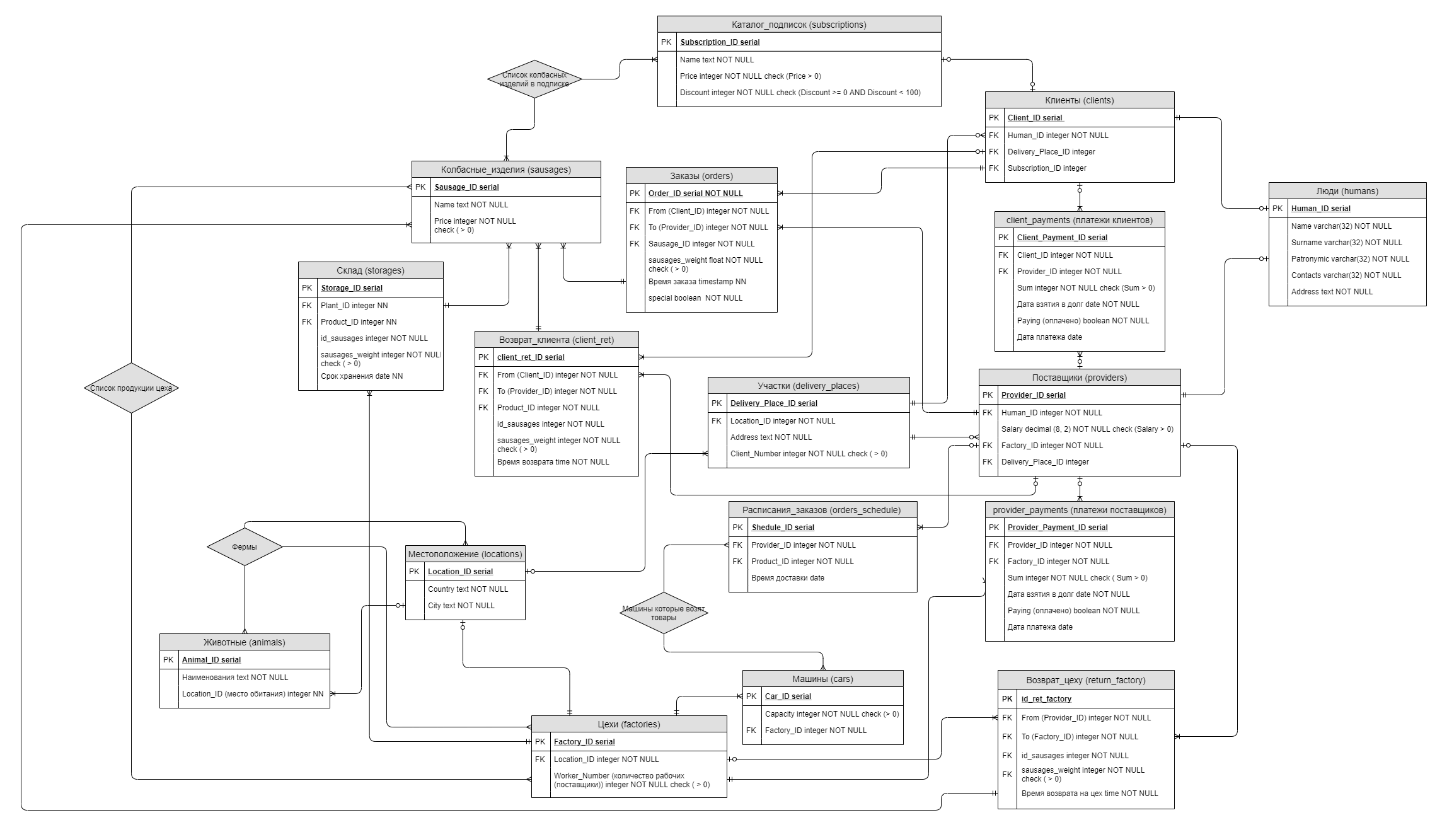 Каталог_подписок (subscriptions)
PK Subscription_ID serial
Name text NOT NULL
Price integer NOT NULL check (Price > 0)
Discount integer NOT NULL check (Discount >= 0 AND Discount < 100)
Список колбасных
изделий в подписке
Клиенты (clients)
PK Client_ID serial
FK Human_ID integer NOT NULL
FK Delivery_Place_ID integer
FK Subscription_ID integer
Колбасные_изделия (sausages)
PK Sausage_ID serial
Name text NOT NULL
Price integer NOT NULL
check ( > 0)
Заказы (orders)
PK Order_ID serial NOT NULL
FK From (Client_ID) integer NOT NULL
FK To (Provider_ID) integer NOT NULL
FK Sausage_ID integer NOT NULL
sausages_weight float NOT NULL
check ( > 0)
Время заказа timestamp NN
special boolean NOT NULL
Люди (humans)
PK Human_ID serial
Name varchar(32) NOT NULL
Surname varchar(32) NOT NULL
Patronymic varchar(32) NOT NULL
Contacts varchar(32) NOT NULL
Address text NOT NULL
client_payments (платежи клиентов)
PK Client_Payment_ID serial
FK Client_ID integer NOT NULL
FK Provider_ID integer NOT NULL
Sum integer NOT NULL check (Sum > 0)
Дата взятия в долг date NOT NULL
Paying (оплачено) boolean NOT NULL
Дата платежа date
Склад (storages)
PK Storage_ID serial
FK Plant_ID integer NN
FK Product_ID integer NN
id_sausages integer NOT NULL
sausages_weight integer NOT NULL
check ( > 0)
Срок хранения date NN
Возврат_клиента (client_ret)
PK client_ret_ID serial
FK From (Client_ID) integer NOT NULL
FK To (Provider_ID) integer NOT NULL
FK Product_ID integer NOT NULL
id_sausages integer NOT NULL
sausages_weight integer NOT NULL
check ( > 0)
Время возврата time NOT NULL
Список продукции цеха
Участки (delivery_places)
PK Delivery_Place_ID serial
FK Location_ID integer NOT NULL
Address text NOT NULL
Client_Number integer NOT NULL check ( > 0)
Поставщики (providers)
PK Provider_ID serial
FK Human_ID integer NOT NULL
Salary decimal (8, 2) NOT NULL check (Salary > 0)
FK Factory_ID integer NOT NULL
FK Delivery_Place_ID integer
Расписания_заказов (orders_schedule)
PK Shedule_ID serial
FK Provider_ID integer NOT NULL
FK Product_ID integer NOT NULL
Время доставки date
provider_payments (платежи поставщиков)
PK Provider_Payment_ID serial
FK Provider_ID integer NOT NULL
FK Factory_ID integer NOT NULL
Sum integer NOT NULL check ( Sum > 0)
Дата взятия в долг date NOT NULL
Paying (оплачено) boolean NOT NULL
Дата платежа date
Фермы
Местоположение (locations)
PK Location_ID serial
Country text NOT NULL
City text NOT NULL
Машины которые возят
товары
Животные (animals)
PK Animal_ID serial
Наименования text NOT NULL
Location_ID (место обитания) integer NN
Машины (cars)
PK Car_ID serial
Capacity integer NOT NULL check (> 0)
FK Factory_ID integer NOT NULL
Возврат_цеху (return_factory)
PK id_ret_factory
FK From (Provider_ID) integer NOT NULL
FK To (Factory_ID) integer NOT NULL
FK id_sausages integer NOT NULL
FK sausages_weight integer NOT NULL
check ( > 0)
Время возврата на цех time NOT NULL
Цехи (factories)
PK Factory_ID serial
FK Location_ID integer NOT NULL
Worker_Number (количество рабочих
(поставщики)) integer NOT NULL check ( > 0)